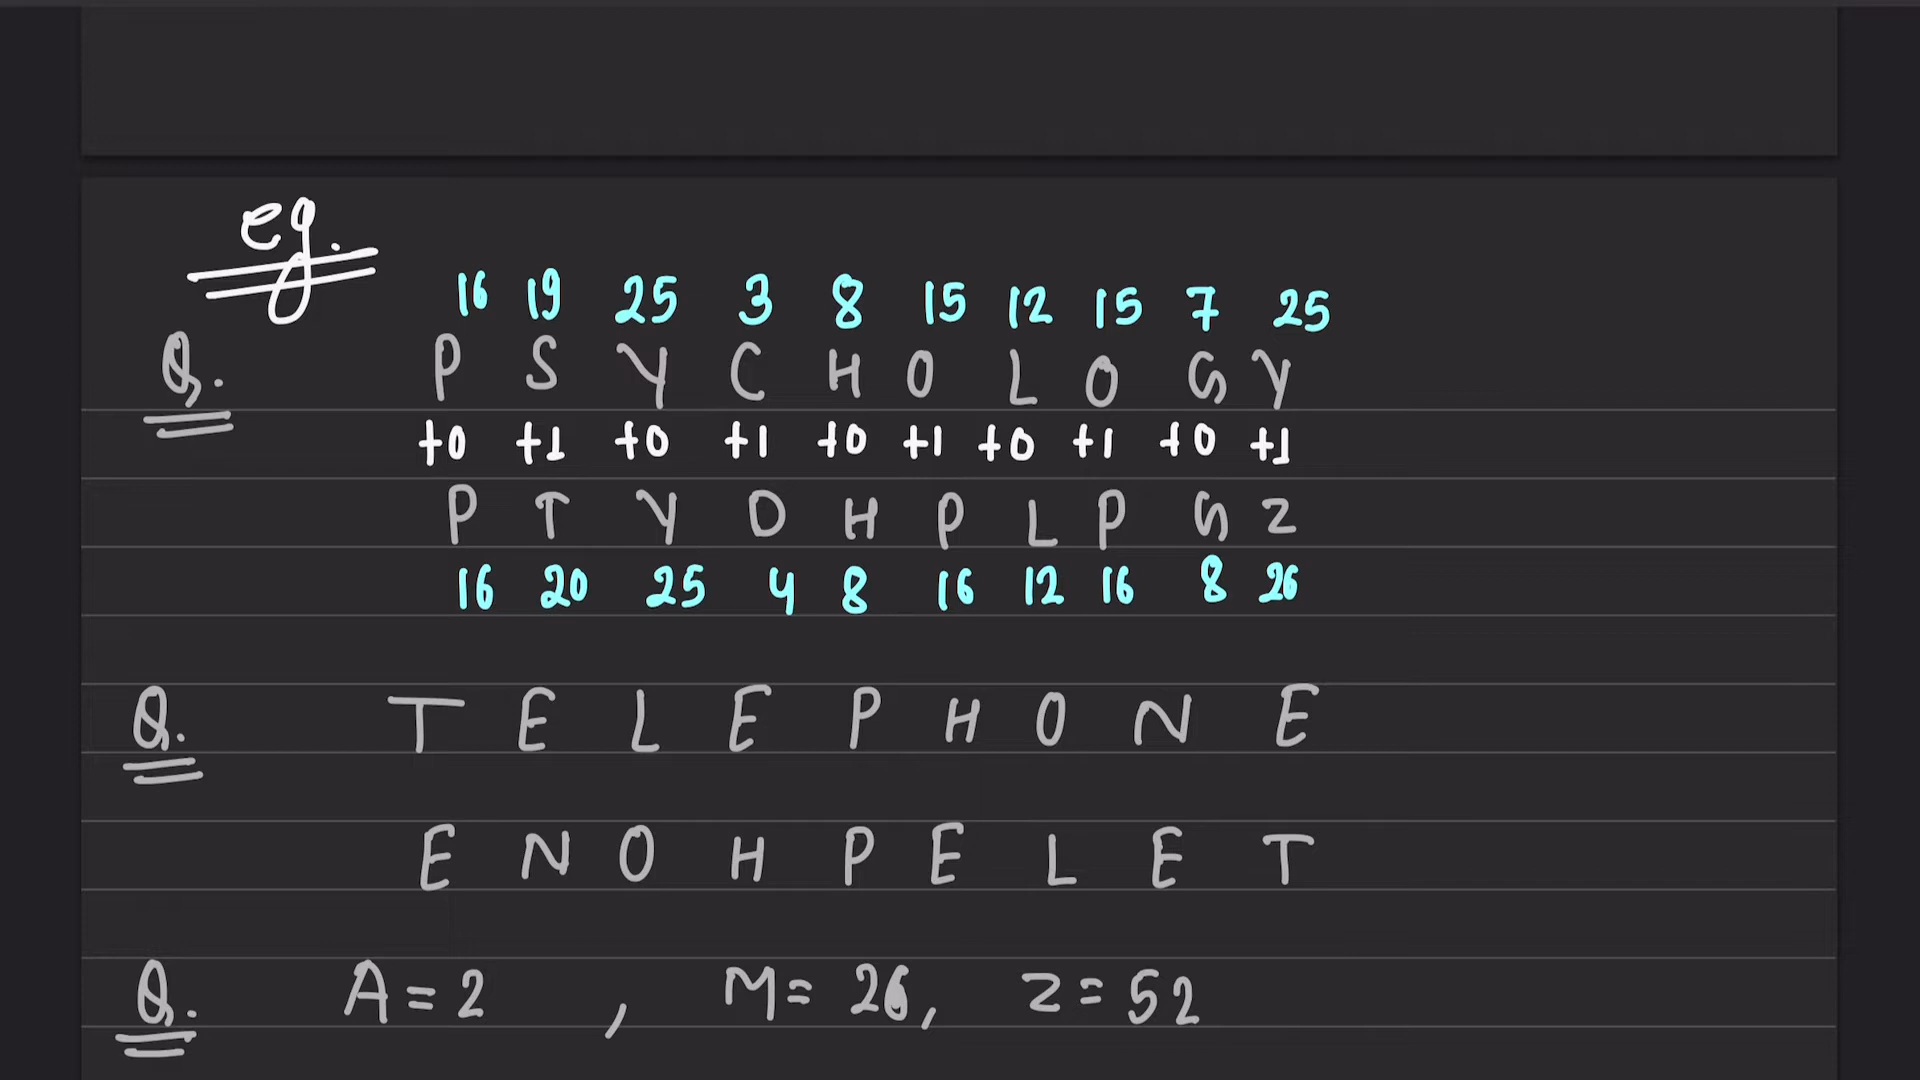 eg.
16 19 25 3 8 15 12 15 7 25
Q. P S Y C H O L O G Y
+0 +1 +0 +1 +0 +1 +0 +1 +0 +1
P T Y D H P L P G Z
16 20 25 4 8 16 12 16 8 26
Q. T E L E P H O N E
E N O H P E L E T
Q. A = 2 , M = 26, Z = 52